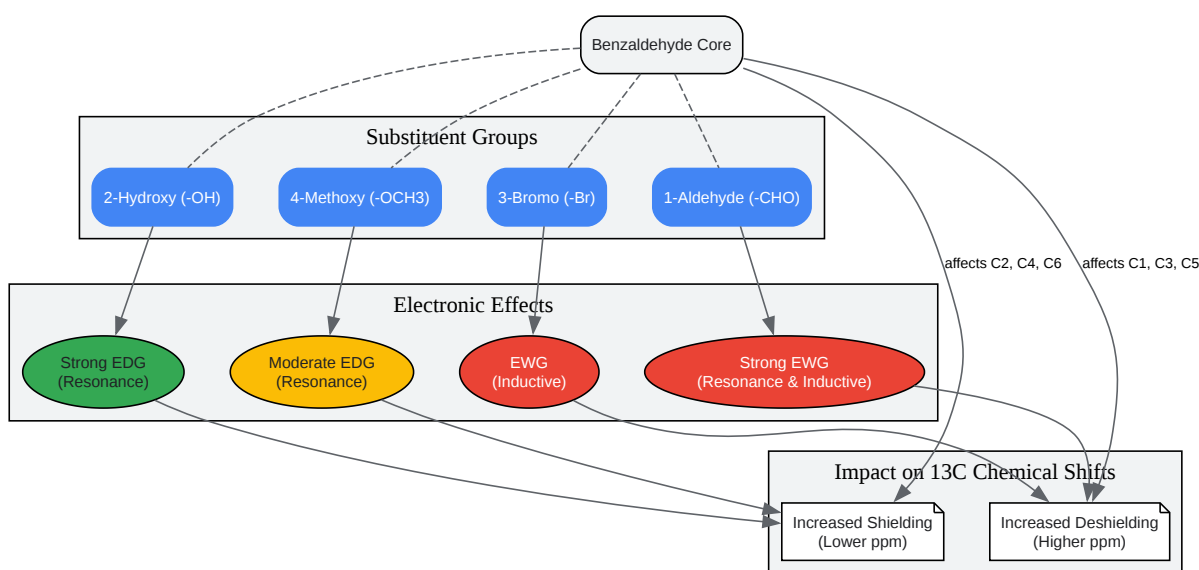 Benzaldehyde Core
Substituent Groups
2-Hydroxy (-OH)
4-Methoxy (-OCH3)
3-Bromo (-Br)
1-Aldehyde (-CHO)
affects C2, C4, C6
affects C1, C3, C5
Electronic Effects
Strong EDG
(Resonance)
Moderate EDG
(Resonance)
EWG
(Inductive)
Strong EWG
(Resonance & Inductive)
Impact on 13C Chemical Shifts
Increased Shielding
(Lower ppm)
Increased Deshielding
(Higher ppm)